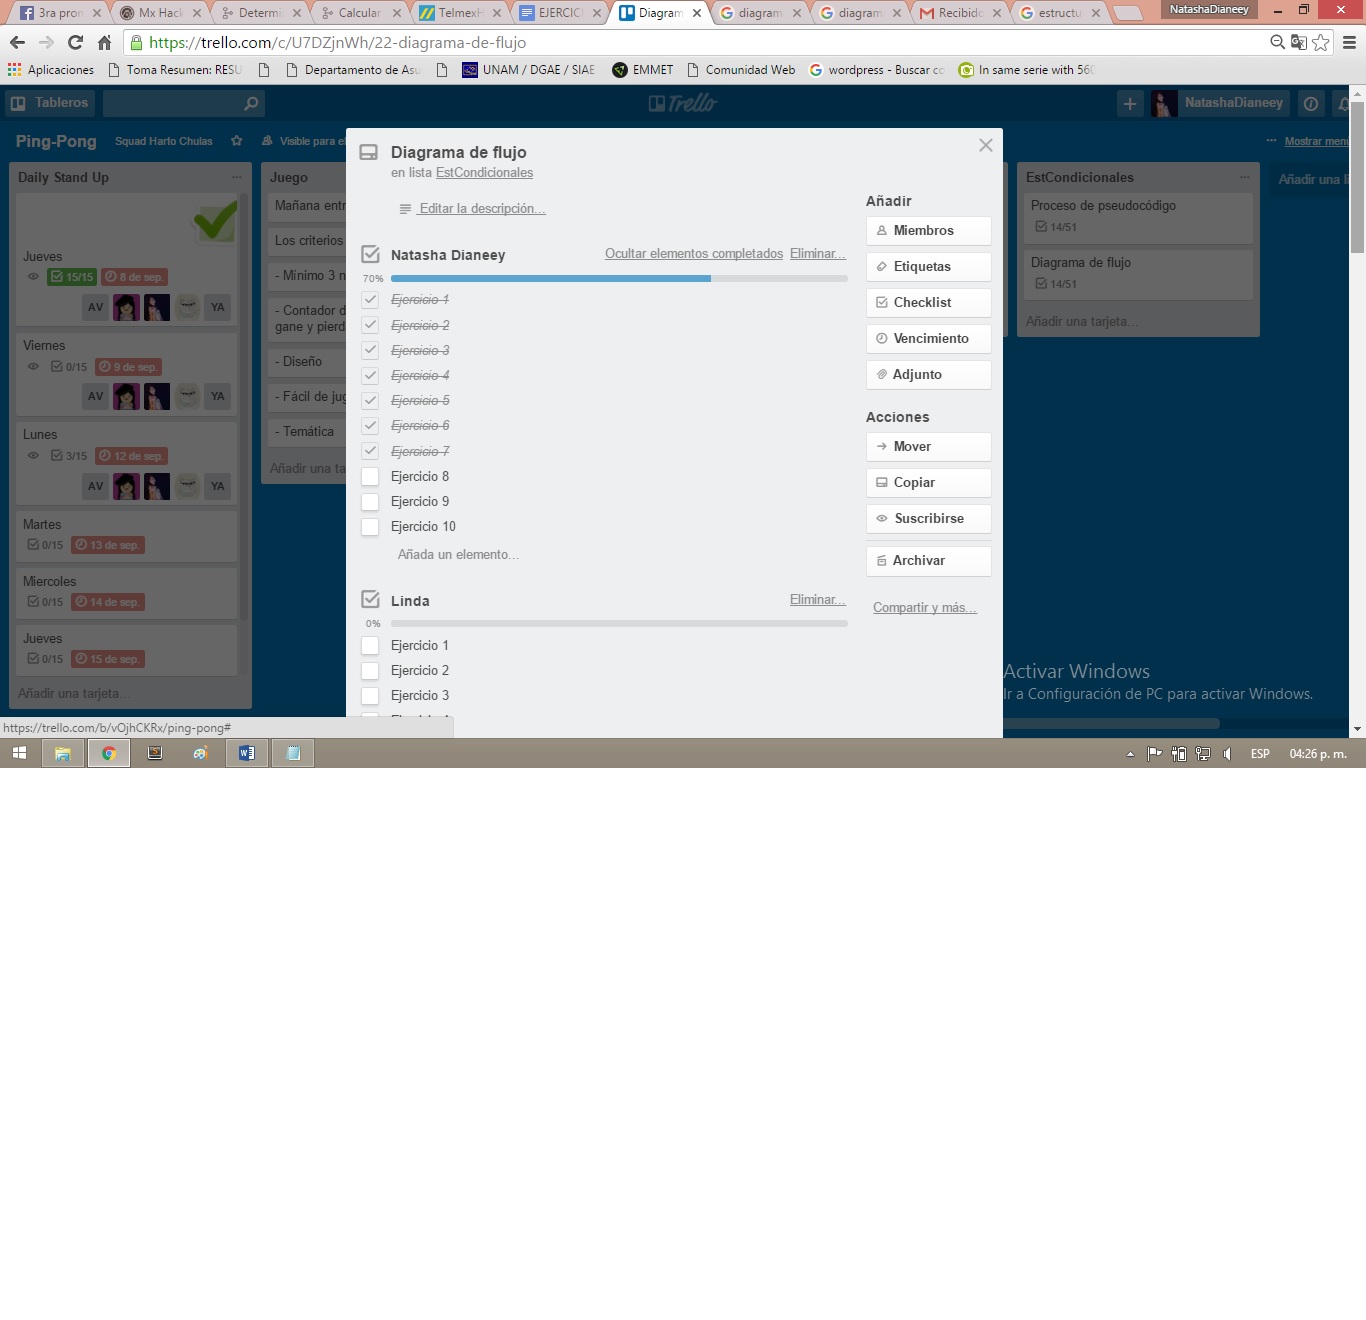 3ra pron
Mx Hack
Determi
Calcular
TelmexH
EJERCIC
Diagram
diagram
diagram
Recibido
estructu
NatashaDianeey
https://trello.com/c/U7DZjnWh/22-diagrama-de-flujo
Aplicaciones
Toma Resumen: RESU
Departamento de Asu
UNAM / DGAE / SIAE
EMMET
Comunidad Web
wordpress - Buscar co
In same serie with 560
Tableros
Trello
NatashaDianeey
Ping-Pong
Squad Harto Chulas
Visible para el
... Mostrar menú
Daily Stand Up ...
Jueves
15/15 8 de sep.
AV YA
Viernes
0/15 9 de sep.
AV YA
Lunes
3/15 12 de sep.
AV YA
Martes
0/15 13 de sep.
Miercoles
0/15 14 de sep.
Jueves
0/15 15 de sep.
Añadir una tarjeta...
Juego
Mañana entr
Los criterios
- Mínimo 3 n
- Contador d
gane y pierd
- Diseño
- Fácil de jug
- Temática
Añadir una ta
Diagrama de flujo
en lista EstCondicionales
Editar la descripción...
Natasha Dianeey
Ocultar elementos completados Eliminar...
70%
Ejercicio 1
Ejercicio 2
Ejercicio 3
Ejercicio 4
Ejercicio 5
Ejercicio 6
Ejercicio 7
Ejercicio 8
Ejercicio 9
Ejercicio 10
Añada un elemento...
Linda
Eliminar...
0%
Ejercicio 1
Ejercicio 2
Ejercicio 3
Añadir
Miembros
Etiquetas
Checklist
Vencimiento
Adjunto
Acciones
Mover
Copiar
Suscribirse
Archivar
Compartir y más...
EstCondicionales ...
Proceso de pseudocódigo
14/51
Diagrama de flujo
14/51
Añadir una tarjeta...
Añadir una li
Activar Windows
Ir a Configuración de PC para activar Windows.
https://trello.com/b/vOjhCKRx/ping-pong#
ESP
04:26 p. m.